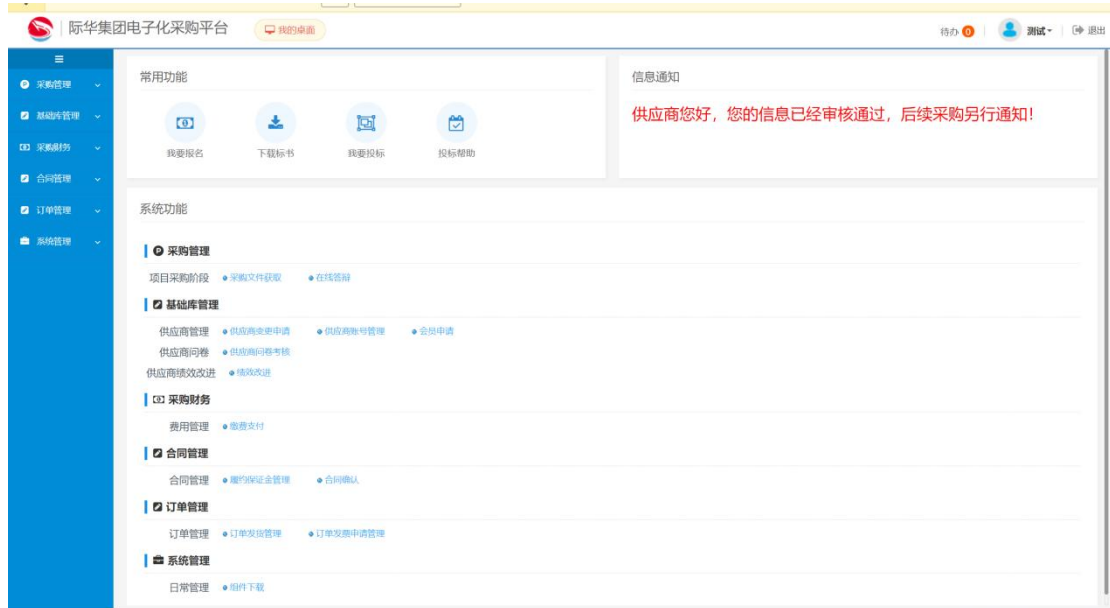 际华集团电子化采购平台
我的桌面
待办 0
测试
退出
采购管理
基础库管理
采购财务
合同管理
订单管理
系统管理
常用功能
我要报名
下载标书
我要投标
投标帮助
信息通知
供应商您好，您的信息已经审核通过，后续采购另行通知！
系统功能
采购管理
项目采购阶段 采购文件获取 在线答辩
基础库管理
供应商管理 供应商变更申请 供应商账号管理 会员申请
供应商问卷 供应商问卷考核
供应商绩效改进 绩效改进
采购财务
费用管理 缴费支付
合同管理
合同管理 履约保证金管理 合同确认
订单管理
订单管理 订单发货管理 订单发票申请管理
系统管理
日常管理 组件下载